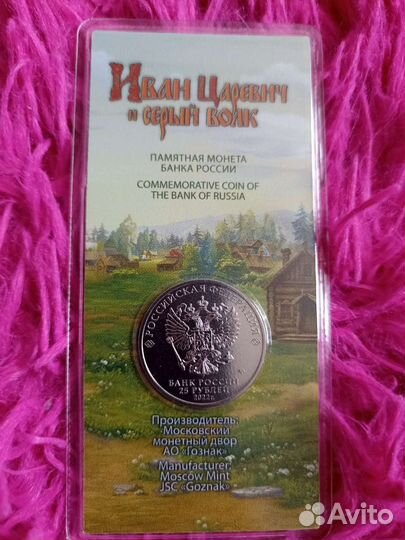 Иван Царевич
и серый волк
ПАМЯТНАЯ МОНЕТА
БАНКА РОССИИ
COMMEMORATIVE COIN OF
THE BANK OF RUSSIA
РОССИЙСКАЯ ФЕДЕРАЦИЯ
БАНК РОССИИ
25 РУБЛЕЙ
2022г.
Производитель:
Московский
монетный двор
АО «Гознак»
Manufacturer:
Moscow Mint
JSC «Goznak»
Avito